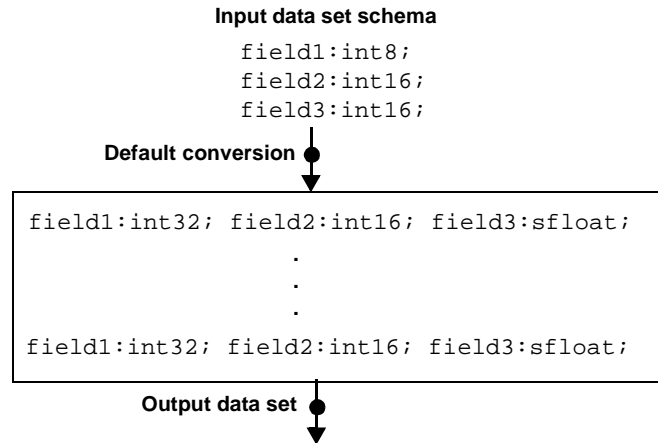 Input data set schema
field1:int8;
field2:int16;
field3:int16;
Default conversion
field1:int32; field2:int16; field3:sfloat;
.
.
.
field1:int32; field2:int16; field3:sfloat;
Output data set